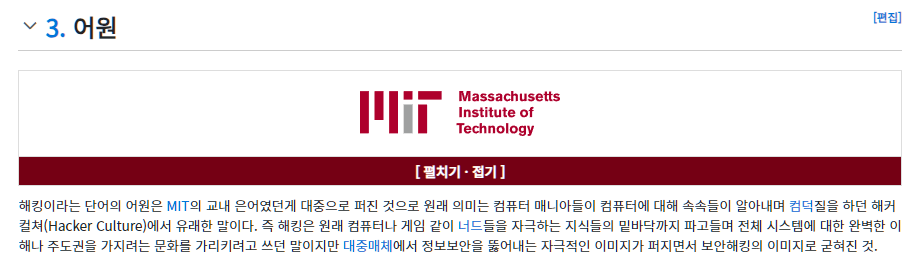 3. 어원
[편집]
Massachusetts
Institute of
Technology
[ 펼치기 · 접기 ]
해킹이라는 단어의 어원은 MIT의 교내 은어였던게 대중으로 퍼진 것으로 원래 의미는 컴퓨터 매니아들이 컴퓨터에 대해 속속들이 알아내며 컴덕질을 하던 해커
컬쳐(Hacker Culture)에서 유래한 말이다. 즉 해킹은 원래 컴퓨터나 게임 같이 너드들을 자극하는 지식들의 밑바닥까지 파고들며 전체 시스템에 대한 완벽한 이
해나 주도권을 가지려는 문화를 가리키려고 쓰던 말이지만 대중매체에서 정보보안을 뚫어내는 자극적인 이미지가 퍼지면서 보안해킹의 이미지로 굳혀진 것.